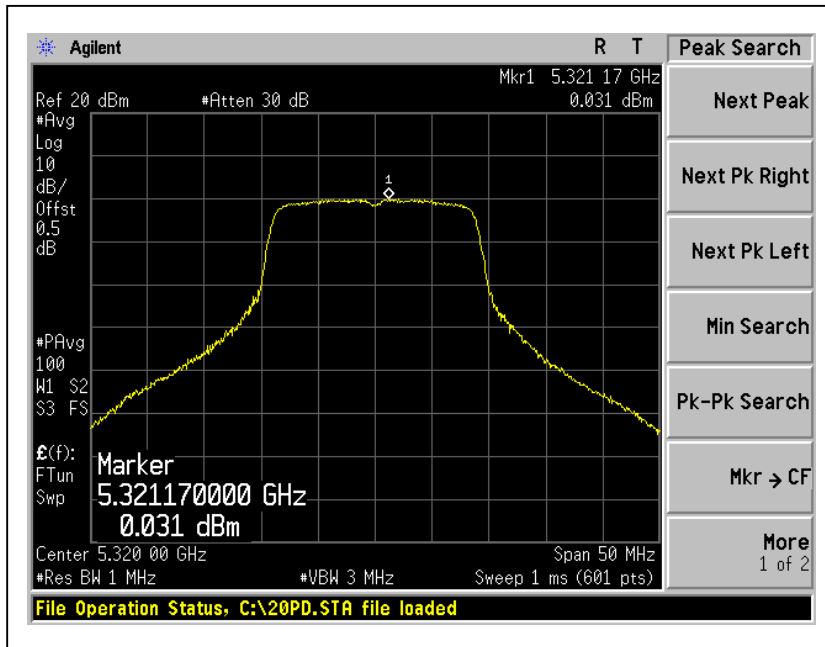 Agilent R T
Peak Search
Mkr1 5.321 17 GHz
Ref 20 dBm #Atten 30 dB 0.031 dBm
#Avg
Log
10
dB/
Offst
0.5
dB
1
#PAvg
100
W1 S2
S3 FS
£(f):
FTun
Swp
Marker
5.321170000 GHz
0.031 dBm
Center 5.320 00 GHz Span 50 MHz
#Res BW 1 MHz #VBW 3 MHz Sweep 1 ms (601 pts)
File Operation Status, C:\20PD.STA file loaded
Next Peak
Next Pk Right
Next Pk Left
Min Search
Pk-Pk Search
Mkr → CF
More
1 of 2